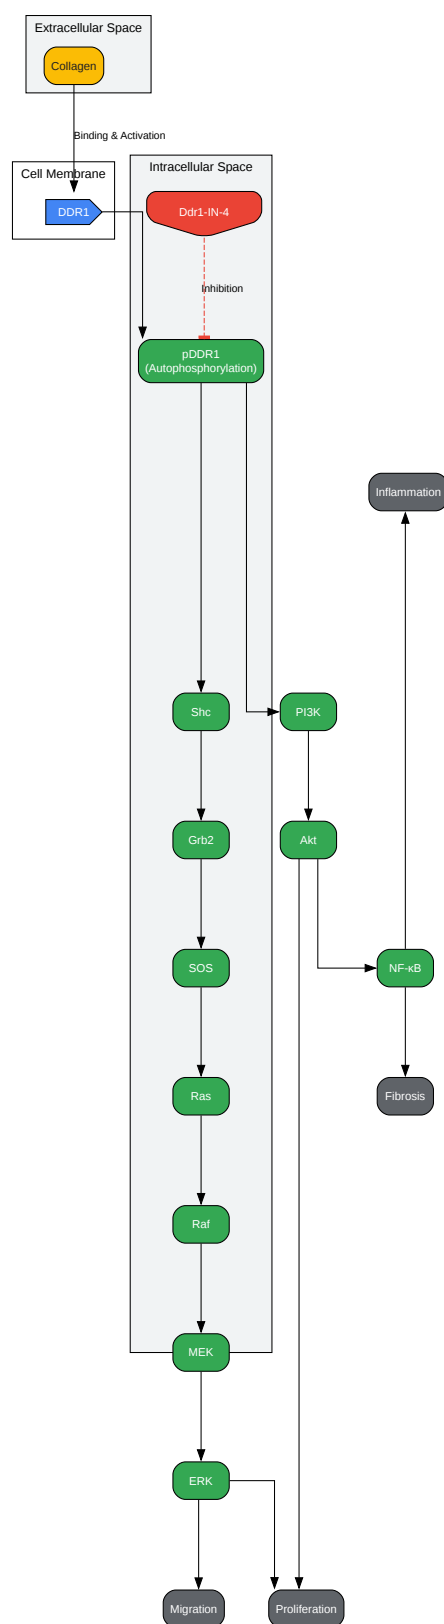 Extracellular Space
Collagen
Binding & Activation
Cell Membrane
DDR1
Intracellular Space
Ddr1-IN-4
Inhibition
pDDR1
(Autophosphorylation)
Inflammation
Shc
PI3K
Grb2
Akt
SOS
NF-κB
Ras
Fibrosis
Raf
MEK
ERK
Migration
Proliferation